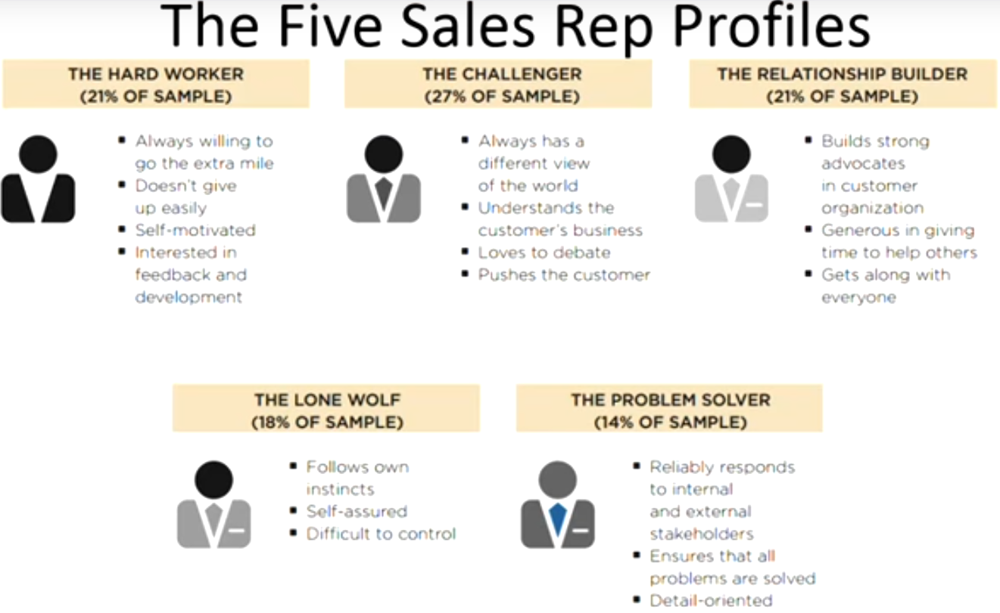 The Five Sales Rep Profiles
THE HARD WORKER
(21% OF SAMPLE)
▪ Always willing to
go the extra mile
▪ Doesn't give
up easily
▪ Self-motivated
▪ Interested in
feedback and
development
THE CHALLENGER
(27% OF SAMPLE)
▪ Always has a
different view
of the world
▪ Understands the
customer's business
▪ Loves to debate
▪ Pushes the customer
THE RELATIONSHIP BUILDER
(21% OF SAMPLE)
▪ Builds strong
advocates
in customer
organization
▪ Generous in giving
time to help others
▪ Gets along with
everyone
THE LONE WOLF
(18% OF SAMPLE)
▪ Follows own
instincts
▪ Self-assured
▪ Difficult to control
THE PROBLEM SOLVER
(14% OF SAMPLE)
▪ Reliably responds
to internal
and external
stakeholders
▪ Ensures that all
problems are solved
▪ Detail-oriented